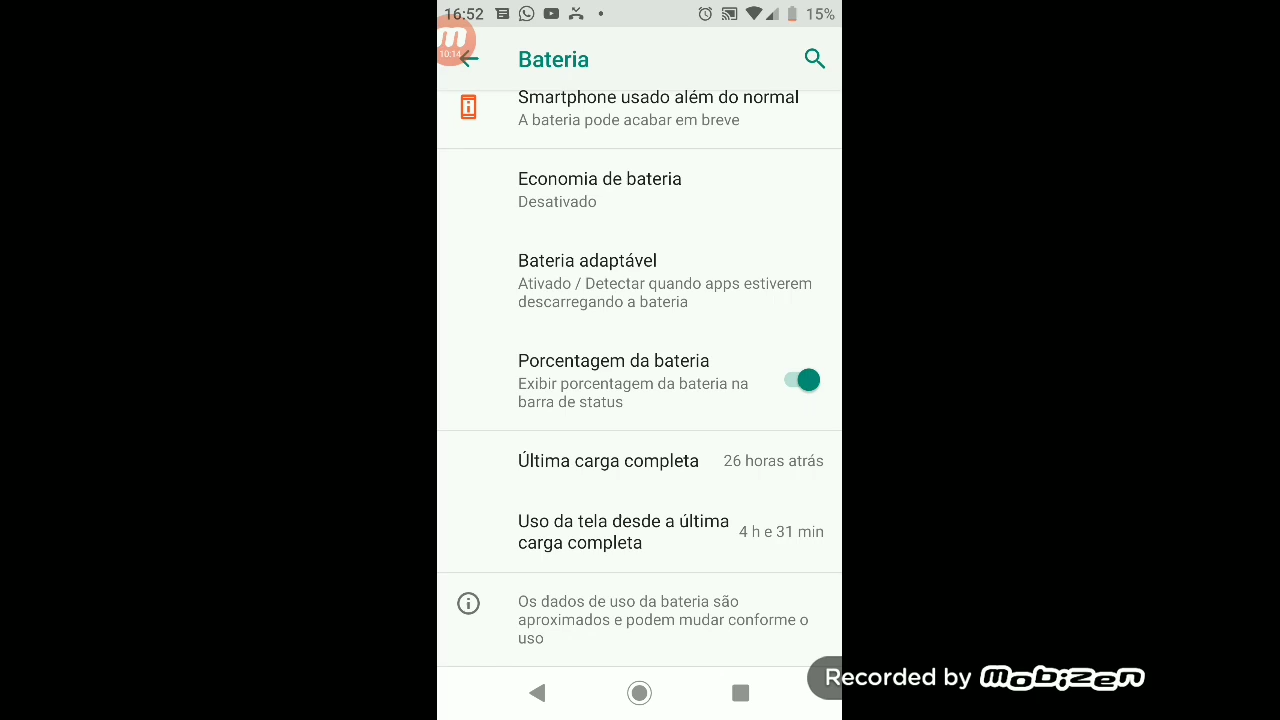 16:52
15%
m
10:14
Bateria
Smartphone usado além do normal
A bateria pode acabar em breve
Economia de bateria
Desativado
Bateria adaptável
Ativado / Detectar quando apps estiverem
descarregando a bateria
Porcentagem da bateria
Exibir porcentagem da bateria na
barra de status
Última carga completa
26 horas atrás
Uso da tela desde a última
carga completa
4 h e 31 min
Os dados de uso da bateria são
aproximados e podem mudar conforme o
uso
Recorded by mobizen